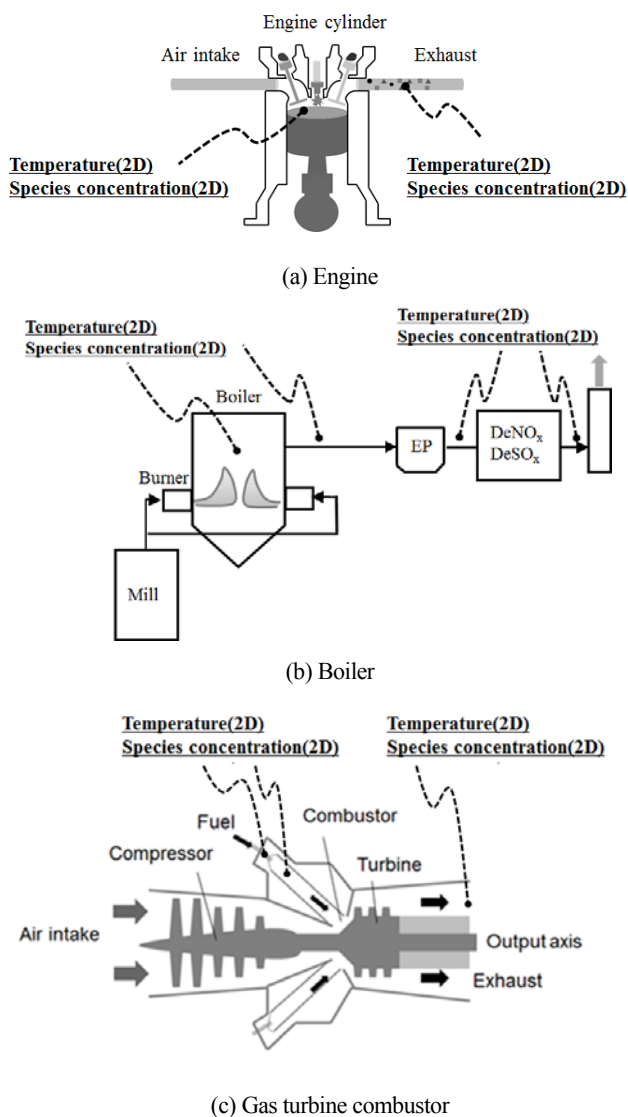 Engine cylinder
Air intake
Exhaust
Temperature(2D)
Species concentration(2D)
Temperature(2D)
Species concentration(2D)
(a) Engine
Temperature(2D)
Species concentration(2D)
Temperature(2D)
Species concentration(2D)
Boiler
EP
DeNOx
DeSOx
Burner
Mill
(b) Boiler
Temperature(2D)
Species concentration(2D)
Temperature(2D)
Species concentration(2D)
Fuel
Combustor
Compressor
Turbine
Air intake
Output axis
Exhaust
(c) Gas turbine combustor